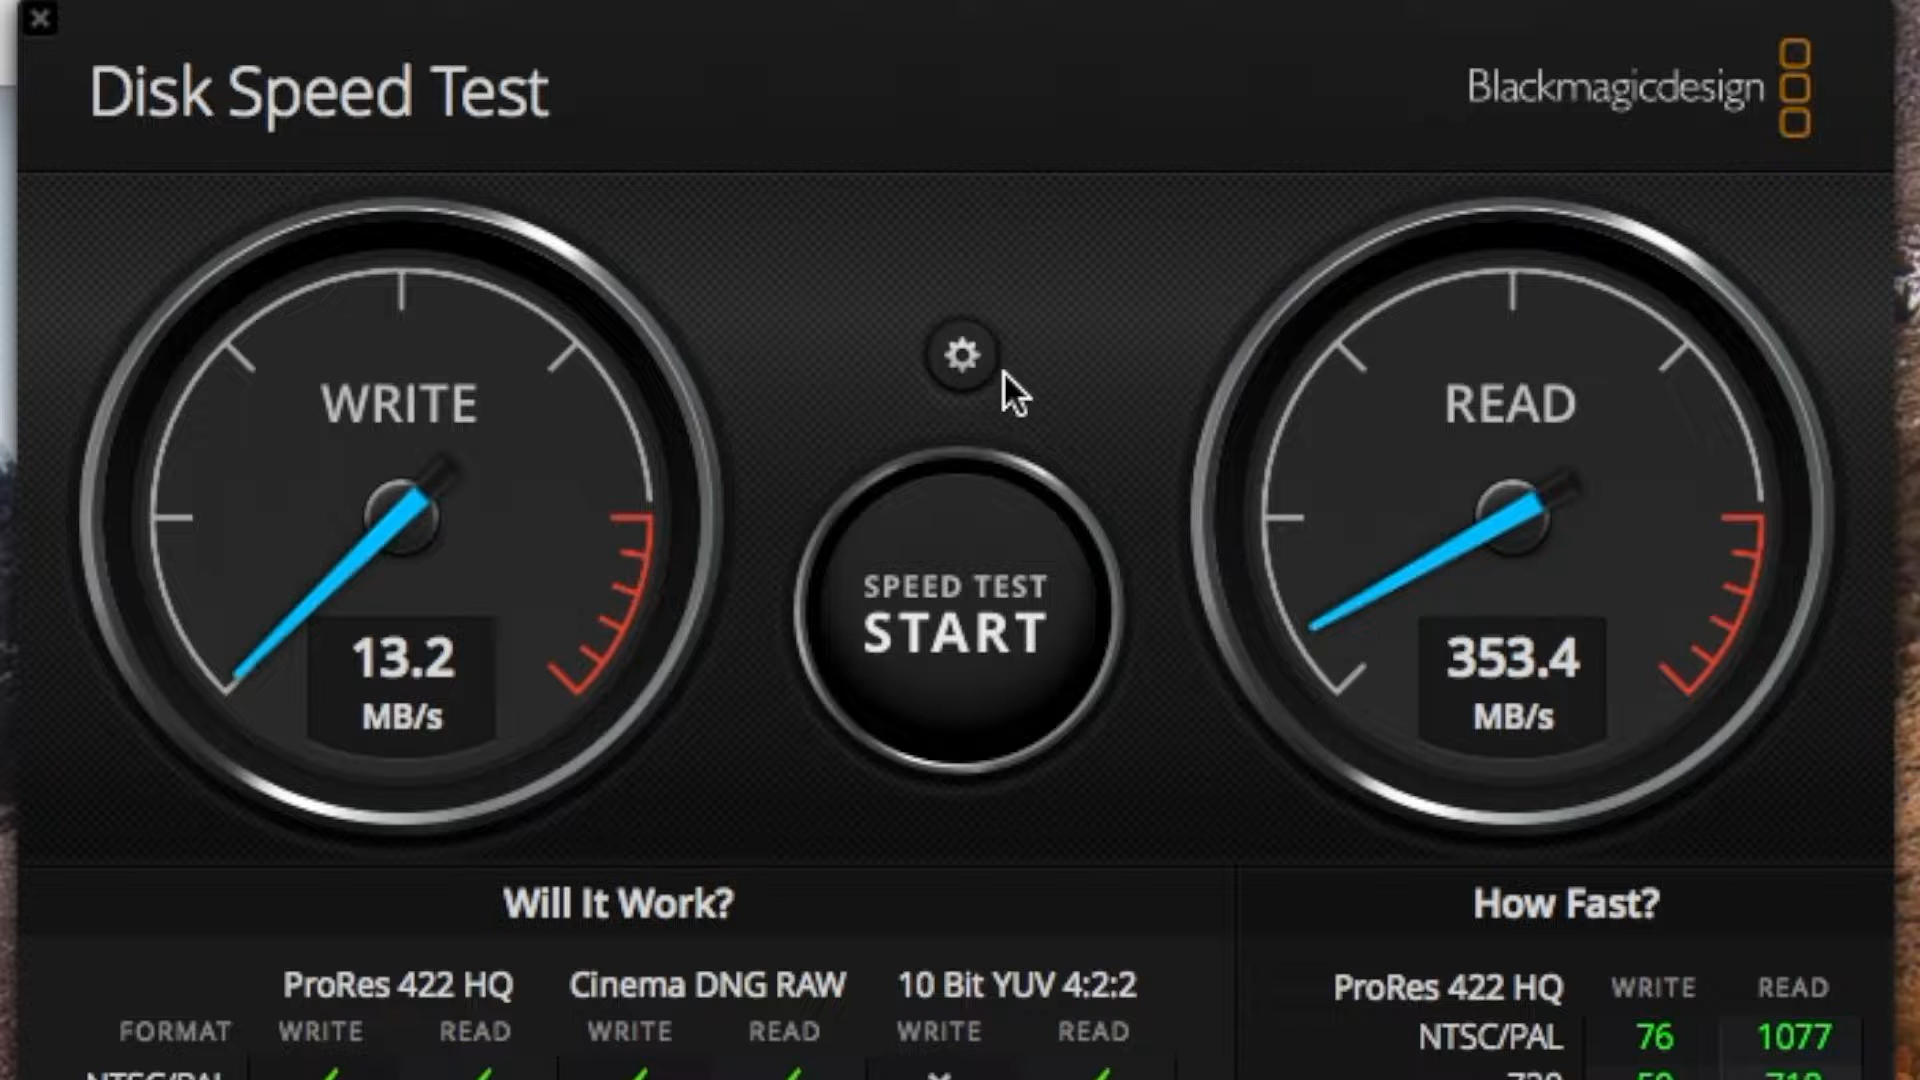 Disk Speed Test
Blackmagicdesign
WRITE
13.2
MB/s
SPEED TEST
START
READ
353.4
MB/s
Will It Work?
How Fast?
ProRes 422 HQ Cinema DNG RAW 10 Bit YUV 4:2:2
FORMAT WRITE READ WRITE READ WRITE READ
NTSC/PAL
ProRes 422 HQ WRITE READ
NTSC/PAL 76 1077